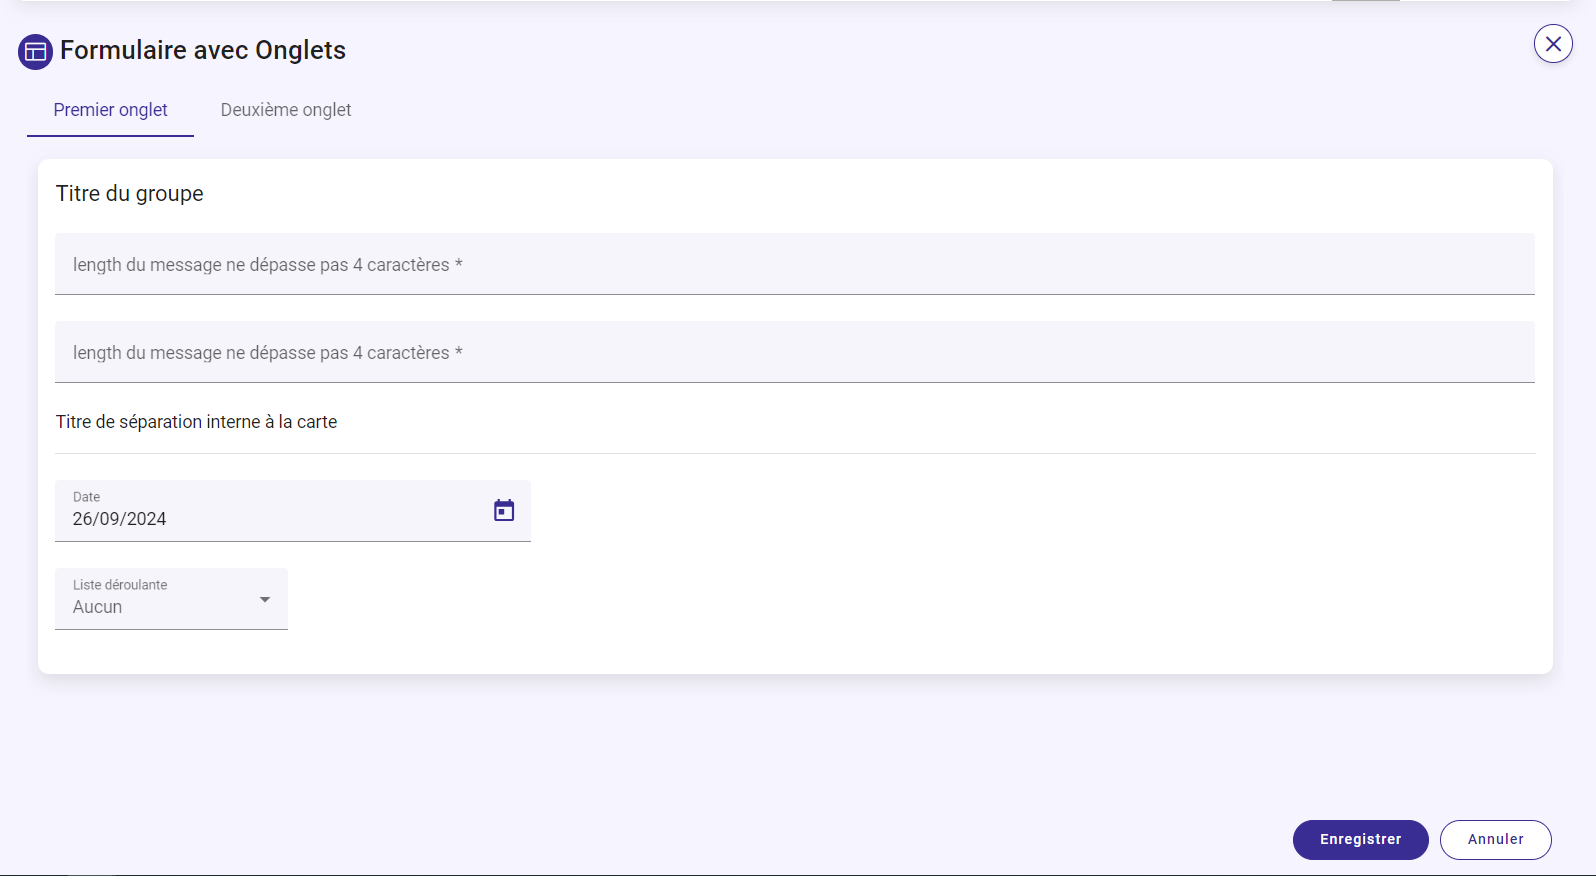 Formulaire avec Onglets
Premier onglet
Deuxième onglet
Titre du groupe
length du message ne dépasse pas 4 caractères *
length du message ne dépasse pas 4 caractères *
Titre de séparation interne à la carte
Date
26/09/2024
Liste déroulante
Aucun
Enregistrer
Annuler